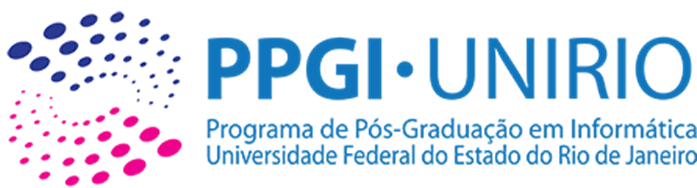 PPGI·UNIRIO
Programa de Pós-Graduação em Informática
Universidade Federal do Estado do Rio de Janeiro